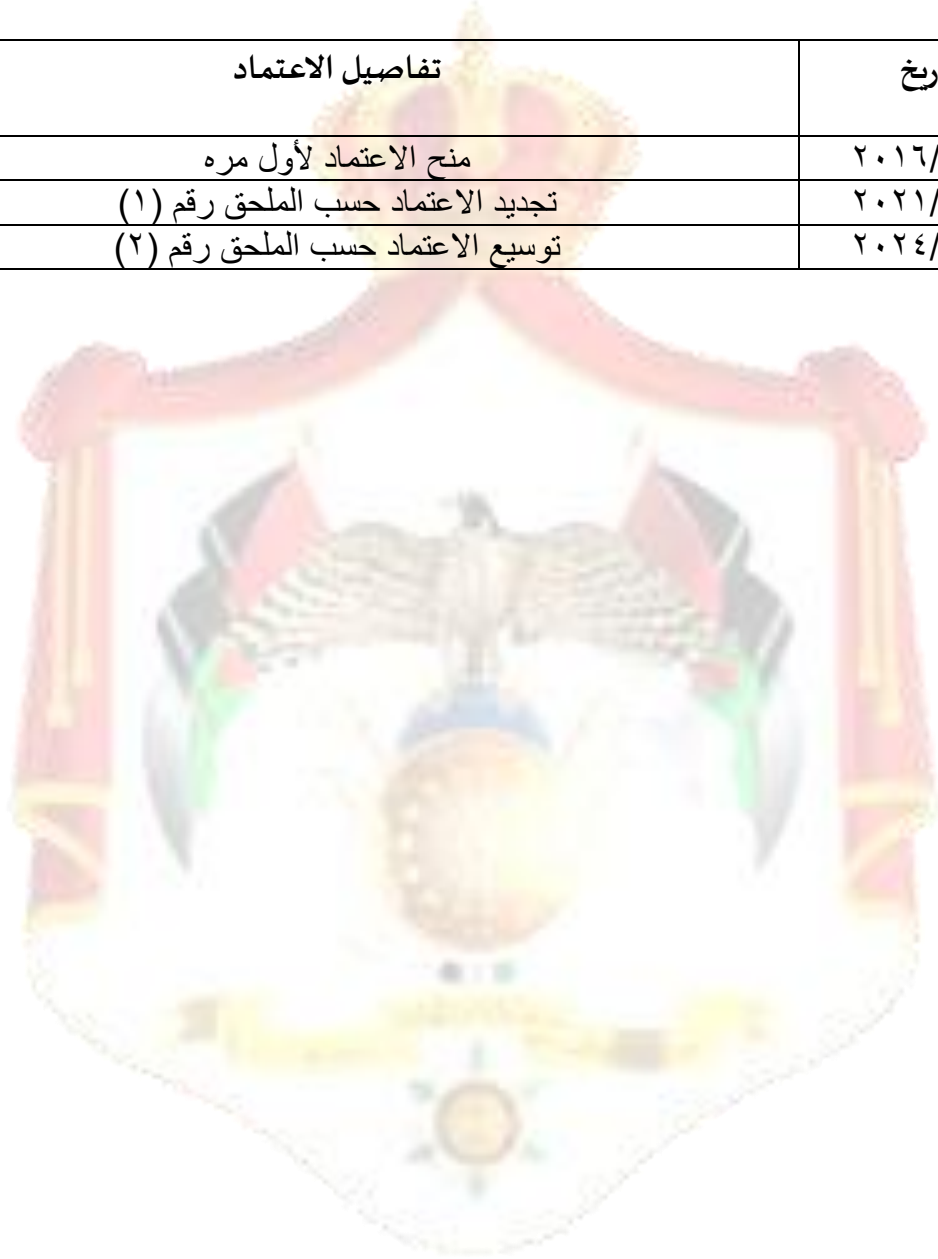 ريخ تفاصيل الاعتماد
/٢٠١٦ منح الاعتماد لأول مره
/٢٠٢١ تجديد الاعتماد حسب الملحق رقم (١)
/٢٠٢٤ توسيع الاعتماد حسب الملحق رقم (٢)